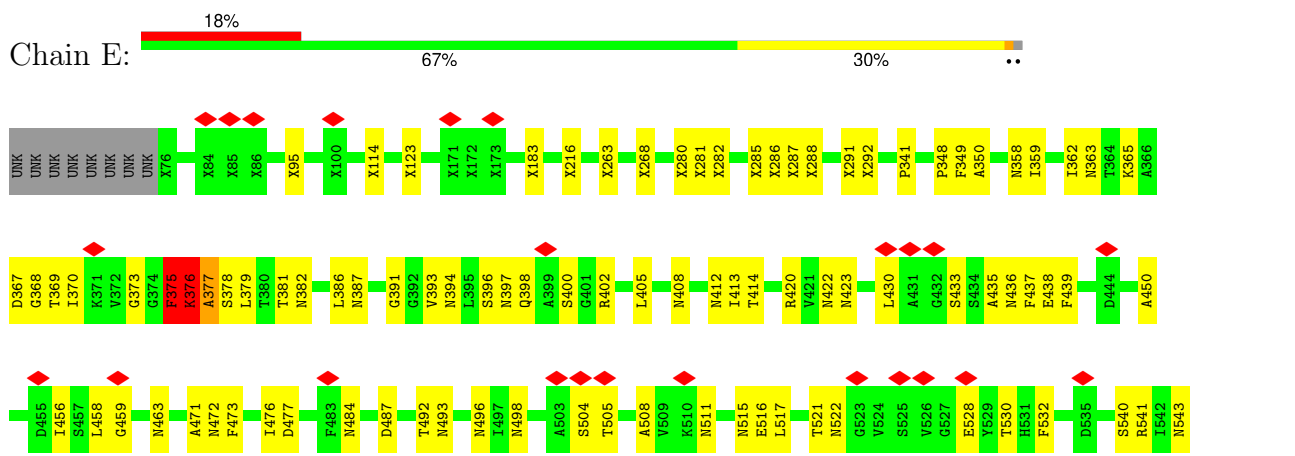 18%
Chain E:
67% 30% ••
UNK UNK UNK UNK UNK UNK UNK X76 X84 X85 X86 X95 X100 X114 X123 X171 X172 X173 X183 X216 X263 X268 X280 X281 X282 X285 X286 X287 X288 X291 X292 P341 P348 F349 A350 N358 I359 I362 N363 T364 K365 A366
D367 G368 T369 I370 K371 V372 G373 G374 F375 K376 A377 S378 L379 T380 T381 N382 L386 N387 G391 G392 V393 N394 L395 S396 N397 Q398 A399 S400 G401 R402 L405 N408 N412 I413 T414 R420 V421 N422 N423 L430 A431 G432 S433 S434 A435 N436 F437 E438 F439 D444 A450
D455 I456 S457 L458 G459 N463 A471 N472 F473 I476 D477 F483 N484 D487 T492 N493 N496 I497 N498 A503 S504 T505 A508 V509 K510 N511 N515 E516 L517 T521 N522 G523 V524 S525 V526 G527 E528 Y529 T530 H531 F532 D535 S540 R541 I542 N543